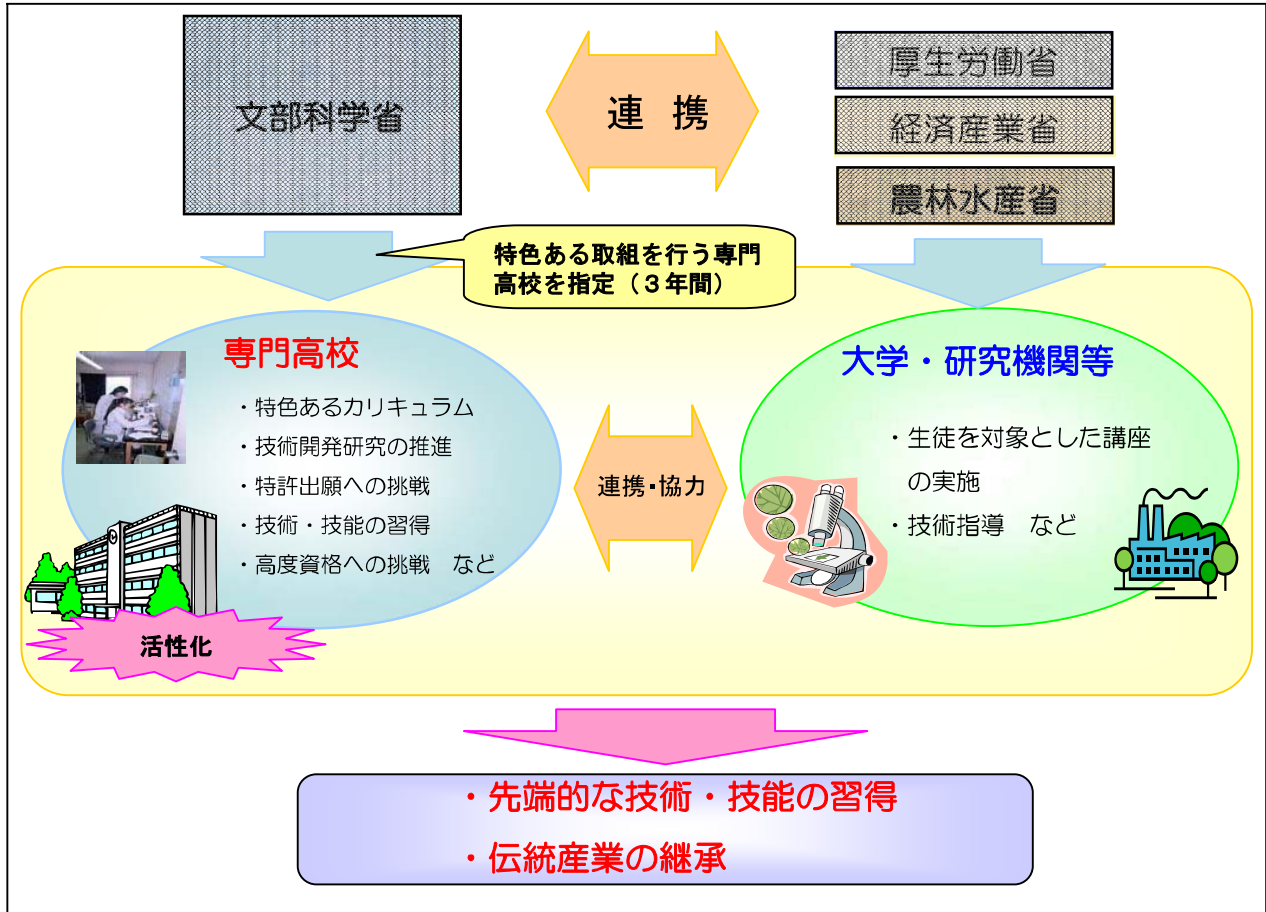 文部科学省
連 携
厚生労働省
経済産業省
農林水産省
特色ある取組を行う専門
高校を指定(3年間)
専門高校
・特色あるカリキュラム
・技術開発研究の推進
・特許出願への挑戦
・技術・技能の習得
・高度資格への挑戦 など
活性化
連携・協力
大学・研究機関等
・生徒を対象とした講座
の実施
・技術指導 など
・先端的な技術・技能の習得
・伝統産業の継承